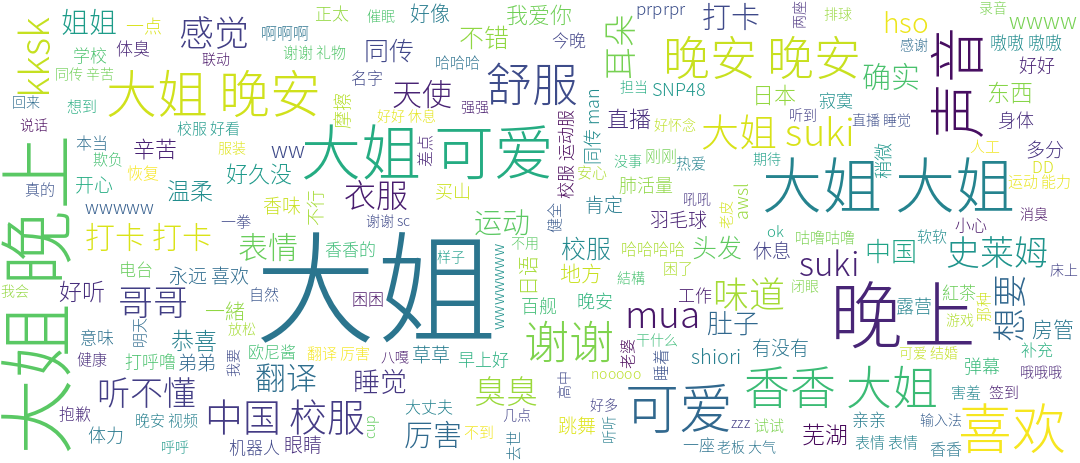 kksk
姐姐
一点
正太
催眠
好像
我爱你
prprpr
打卡
两座
排球
录音
wwww
学校
体臭
感觉
啊啊啊
谢谢 礼物
联动
同传
不错
今晚
耳朵
晚安 晚安
hso
感谢
嗷嗷 嗷嗷
同传 辛苦
大姐 晚安
名字
哈哈哈
天使
舒服
担当
SNP48
确实
声音
好好
回来
想到
摩擦
强强
好好 休息
日本
寂寞
东西
说话
校服 好看
直播
好怀念
听到
直播 睡觉
身体
大姐 晚上
本当
辛苦
服装
ww
大姐 可爱
差点
校服 运动服
同传 man
大姐 suki
人工
多分
真的
欺负
恢复
好久没
没事
刚刚
热爱
期待
稍微
DD
开心
温柔
衣服
买山
安心
肺活量
大姐 大姐
运动 能力
wwwww
香味
不行
谢谢 sc
健全
肯定
羽毛球
awsl
老皮
吼吼
小心
消臭
打卡 打卡
一拳
表情
香香的
大姐
样子
运动
不用
日语
校服
哈哈哈哈
头发
ok
休息
咕噜咕噜
中国
软软
史莱姆
我会
电台
永远 喜欢
wwwwwwww
地方
結構
困了
suki
闭眼
床上
好听
哥哥
自然
困困
百舰
晚安
工作
味道
晚上
露营
紅茶
那件
想要
意味
明天
一緒
放松
谢谢
mua
肚子
游戏
房管
健康
恭喜
打呼噜
弟弟
我要
欧尼酱
翻译 厉害
八嘎
草草
早上好
干什么
老婆
睡着
shiori
有没有
可爱 结婚
补充
听不懂
翻译
睡觉
臭臭
高中
nooooo
可爱
香香 大姐
弹幕
哦哦哦
抱歉
晚安 视频
中国 校服
cup
大丈夫
几点
好多
zzz
试试
害羞
签到
喜欢
体力
呼呼
机器人
眼睛
厉害
不到
去世
跳舞
听听
一座
老板 大气
芜湖
亲亲
输入法
表情 表情
香香